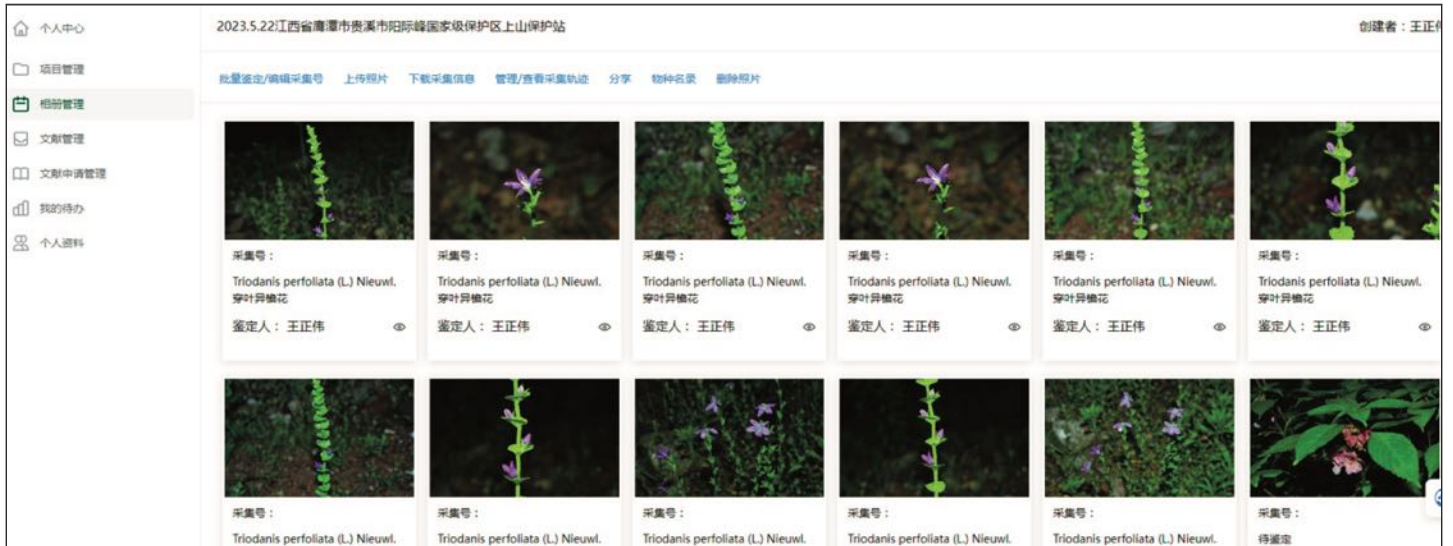 个人中心
2023.5.22江西省鹰潭市贵溪市阳际峰国家级保护区上山保护站
创建者：王正伟
项目管理
相册管理
文献管理
文献申请管理
我的待办
个人资料
批量鉴定/编辑采集号 上传照片 下载采集信息 管理/查看采集轨迹 分享 物种名录 删除照片
采集号： 采集号： 采集号： 采集号： 采集号： 采集号：
Triodanis perfoliata (L.) Nieuwl. Triodanis perfoliata (L.) Nieuwl. Triodanis perfoliata (L.) Nieuwl. Triodanis perfoliata (L.) Nieuwl. Triodanis perfoliata (L.) Nieuwl. Triodanis perfoliata (L.) Nieuwl.
穿叶异檐花 穿叶异檐花 穿叶异檐花 穿叶异檐花 穿叶异檐花 穿叶异檐花
鉴定人： 王正伟 鉴定人： 王正伟 鉴定人： 王正伟 鉴定人： 王正伟 鉴定人： 王正伟 鉴定人： 王正伟
采集号： 采集号： 采集号： 采集号： 采集号： 采集号：
Triodanis perfoliata (L.) Nieuwl. Triodanis perfoliata (L.) Nieuwl. Triodanis perfoliata (L.) Nieuwl. Triodanis perfoliata (L.) Nieuwl. Triodanis perfoliata (L.) Nieuwl. 待鉴定